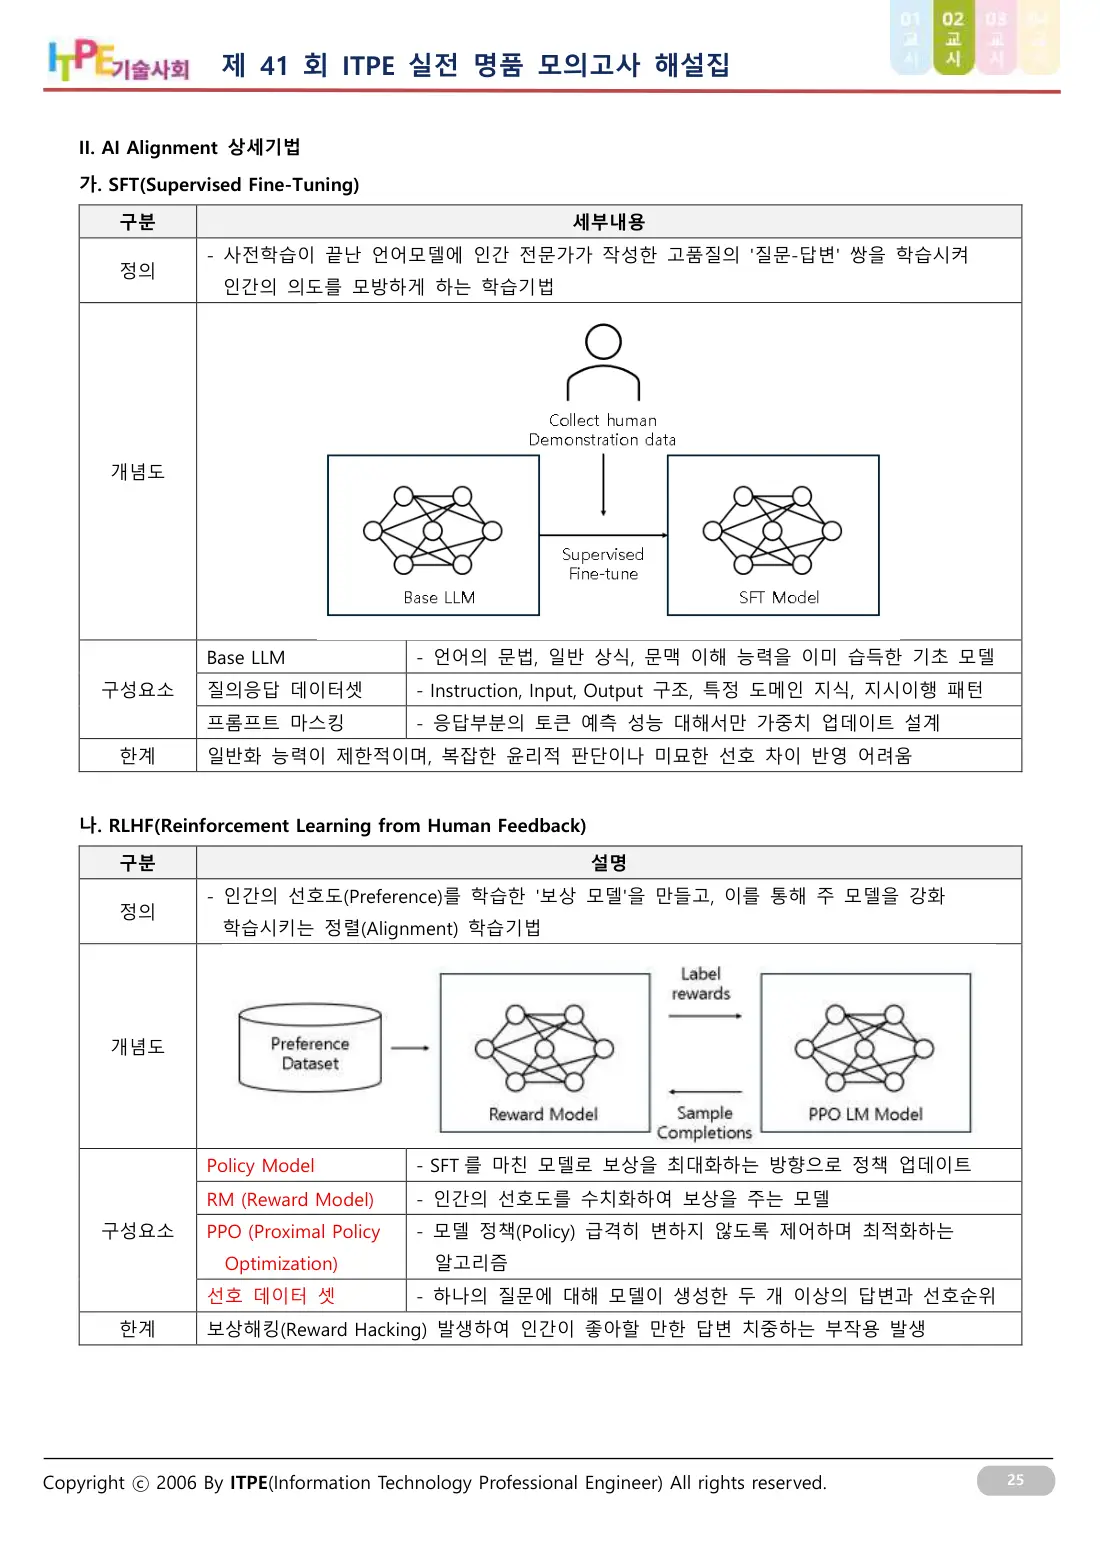 ITPE기술사회
제 41 회 ITPE 실전 명품 모의고사 해설집
01 교시
02 교시
03 교시
II. AI Alignment 상세기법
가. SFT(Supervised Fine-Tuning)
구분 세부내용
정의
- 사전학습이 끝난 언어모델에 인간 전문가가 작성한 고품질의 '질문-답변' 쌍을 학습시켜
인간의 의도를 모방하게 하는 학습기법
개념도
Collect human
Demonstration data
Supervised
Fine-tune
Base LLM
SFT Model
구성요소
Base LLM - 언어의 문법, 일반 상식, 문맥 이해 능력을 이미 습득한 기초 모델
질의응답 데이터셋 - Instruction, Input, Output 구조, 특정 도메인 지식, 지시이행 패턴
프롬프트 마스킹 - 응답부분의 토큰 예측 성능 대해서만 가중치 업데이트 설계
한계 일반화 능력이 제한적이며, 복잡한 윤리적 판단이나 미묘한 선호 차이 반영 어려움
나. RLHF(Reinforcement Learning from Human Feedback)
구분 설명
정의
- 인간의 선호도(Preference)를 학습한 '보상 모델'을 만들고, 이를 통해 주 모델을 강화
학습시키는 정렬(Alignment) 학습기법
개념도
Preference
Dataset
Reward Model
Label
rewards
Sample
Completions
PPO LM Model
구성요소
Policy Model - SFT 를 마친 모델로 보상을 최대화하는 방향으로 정책 업데이트
RM (Reward Model) - 인간의 선호도를 수치화하여 보상을 주는 모델
PPO (Proximal Policy - 모델 정책(Policy) 급격히 변하지 않도록 제어하며 최적화하는
Optimization) 알고리즘
선호 데이터 셋 - 하나의 질문에 대해 모델이 생성한 두 개 이상의 답변과 선호순위
한계 보상해킹(Reward Hacking) 발생하여 인간이 좋아할 만한 답변 치중하는 부작용 발생
Copyright ⓒ 2006 By ITPE(Information Technology Professional Engineer) All rights reserved.
25